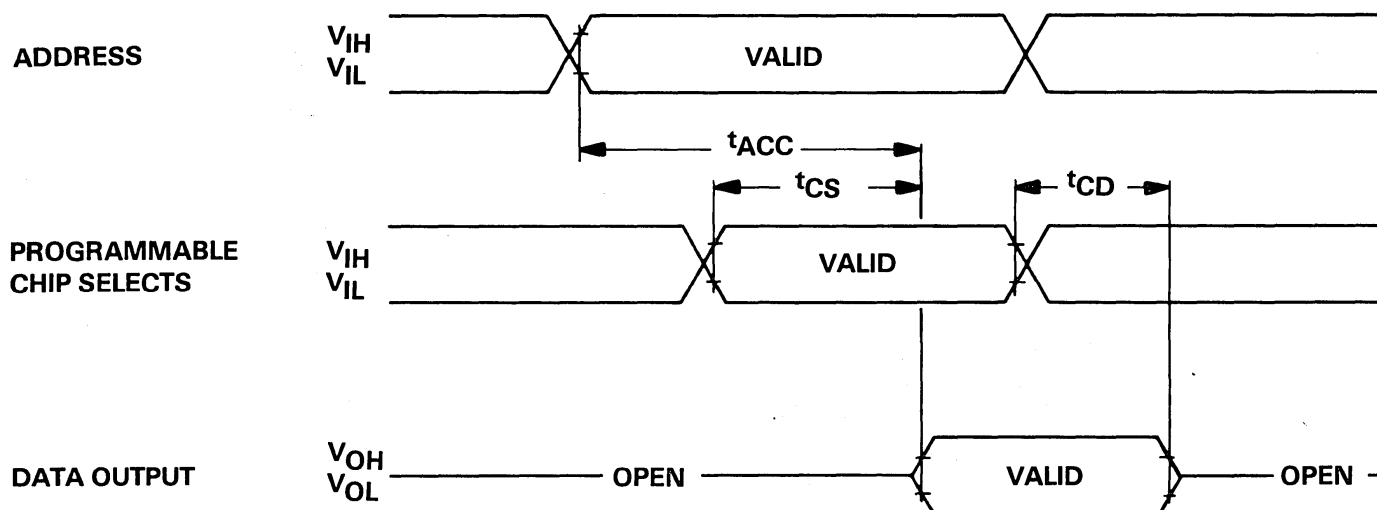 ADDRESS
VIH
VIL
VALID
tACC
tCS
tCD
PROGRAMMABLE
CHIP SELECTS
VIH
VIL
VALID
DATA OUTPUT
VOH
VOL
OPEN
VALID
OPEN